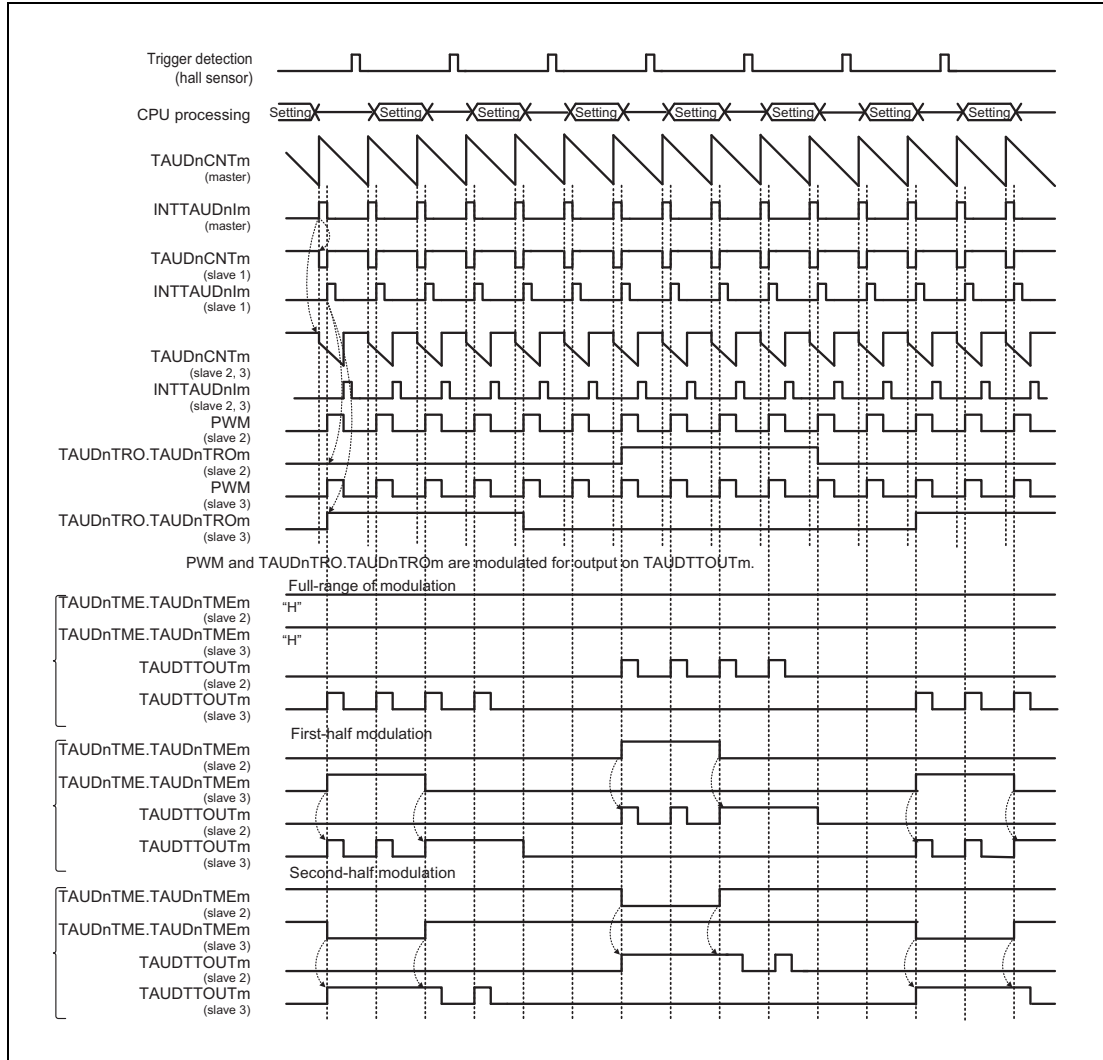 Trigger detection
(hall sensor)
CPU processing
Setting Setting Setting Setting Setting Setting Setting Setting
TAUDnCNTm
(master)
INTTAUDnIm
(master)
TAUDnCNTm
(slave 1)
INTTAUDnIm
(slave 1)
TAUDnCNTm
(slave 2, 3)
INTTAUDnIm
(slave 2, 3)
PWM
(slave 2)
TAUDnTRO.TAUDnTROm
(slave 2)
PWM
(slave 3)
TAUDnTRO.TAUDnTROm
(slave 3)
PWM and TAUDnTRO.TAUDnTROm are modulated for output on TAUDTTOUTm.
Full-range of modulation
TAUDnTME.TAUDnTMEm "H"
(slave 2)
TAUDnTME.TAUDnTMEm "H"
(slave 3)
TAUDTTOUTm
(slave 2)
TAUDTTOUTm
(slave 3)
First-half modulation
TAUDnTME.TAUDnTMEm
(slave 2)
TAUDnTME.TAUDnTMEm
(slave 3)
TAUDTTOUTm
(slave 2)
TAUDTTOUTm
(slave 3)
Second-half modulation
TAUDnTME.TAUDnTMEm
(slave 2)
TAUDnTME.TAUDnTMEm
(slave 3)
TAUDTTOUTm
(slave 2)
TAUDTTOUTm
(slave 3)